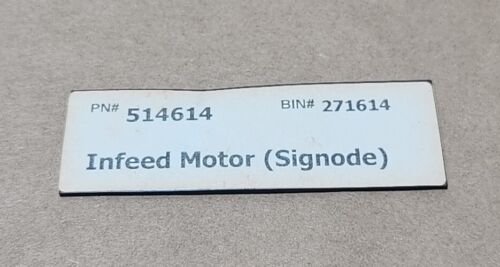 PN# 514614 BIN# 271614
Infeed Motor (Signode)